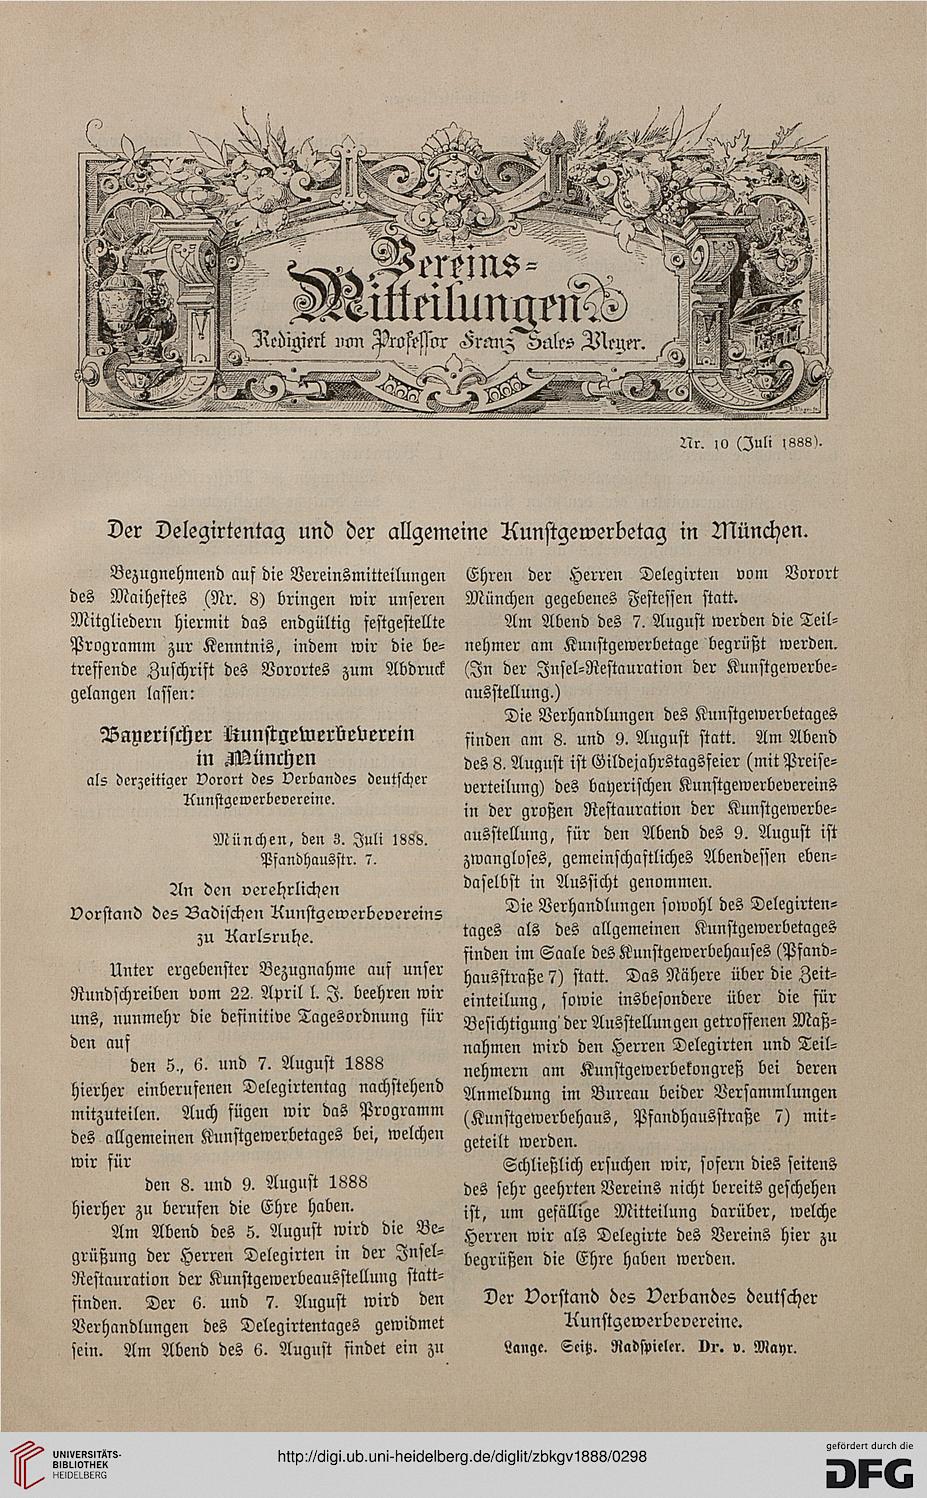 Vereins-
Mitteilungen
Redigiert von Professor Franz Sales Meyer.
Nr. 10 (Juli 1888).
Der Delegirtentag und der allgemeine Kunstgewerbetag in München.
Bezugnehmend auf die Vereinsmitteilungen
des Maiheftes (Nr. 8) bringen wir unseren
Mitgliedern hiermit das endgültig festgestellte
Programm zur Kenntnis, indem wir die be-
treffende Zuschrift des Vorortes zum Abdruck
gelangen lassen:
Bayerischer Kunstgewerbeverein
in München
als derzeitiger Vorort des Verbandes deutscher
Kunstgewerbevereine.
München, den 3. Juli 1888.
Pfandhausstr. 7.
An den verehrlichen
Vorstand des Badischen Kunstgewerbevereins
zu Karlsruhe.
Unter ergebenster Bezugnahme auf unser
Rundschreiben vom 22. April l. J. beehren wir
uns, nunmehr die definitive Tagesordnung für
den auf
den 5., 6. und 7. August 1888
hierher einberufenen Delegirtentag nachstehend
mitzuteilen. Auch fügen wir das Programm
des allgemeinen Kunstgewerbetages bei, welchen
wir für
den 8. und 9. August 1888
hierher zu berufen die Ehre haben.
Am Abend des 5. August wird die Be-
grüßung der Herren Delegirten in der Insel-
Restauration der Kunstgewerbeausstellung statt-
finden. Der 6. und 7. August wird den
Verhandlungen des Delegirtentages gewidmet
sein. Am Abend des 6. August findet ein zu
Ehren der Herren Delegirten vom Vorort
München gegebenes Festessen statt.
Am Abend des 7. August werden die Teil-
nehmer am Kunstgewerbetage begrüßt werden.
(In der Insel-Restauration der Kunstgewerbe-
ausstellung.)
Die Verhandlungen des Kunstgewerbetages
finden am 8. und 9. August statt. Am Abend
des 8. August ist Gildejahrstagsfeier (mit Preise-
verteilung) des bayerischen Kunstgewerbevereins
in der großen Restauration der Kunstgewerbe-
ausstellung, für den Abend des 9. August ist
zwangloses, gemeinschaftliches Abendessen eben-
daselbst in Aussicht genommen.
Die Verhandlungen sowohl des Delegirten-
tages als des allgemeinen Kunstgewerbetages
finden im Saale des Kunstgewerbehauses (Pfand-
hausstraße 7) statt. Das Nähere über die Zeit-
einteilung, sowie insbesondere über die für
Besichtigung der Ausstellungen getroffenen Maß-
nahmen wird den Herren Delegirten und Teil-
nehmern am Kunstgewerbekongreß bei deren
Anmeldung im Bureau beider Versammlungen
(Kunstgewerbehaus, Pfandhausstraße 7) mit-
geteilt werden.
Schließlich ersuchen wir, sofern dies seitens
des sehr geehrten Vereins nicht bereits geschehen
ist, um gefällige Mitteilung darüber, welche
Herren wir als Delegirte des Vereins hier zu
begrüßen die Ehre haben werden.
Der Vorstand des Verbandes deutscher
Kunstgewerbevereine.
Lange. Seitz. Radspieler. Dr. v. Mayr.
UNIVERSITÄTS-
BIBLIOTHEK
HEIDELBERG
http://digi.ub.uni-heidelberg.de/diglit/zbkgv1888/0298
gefördert durch die
DFG